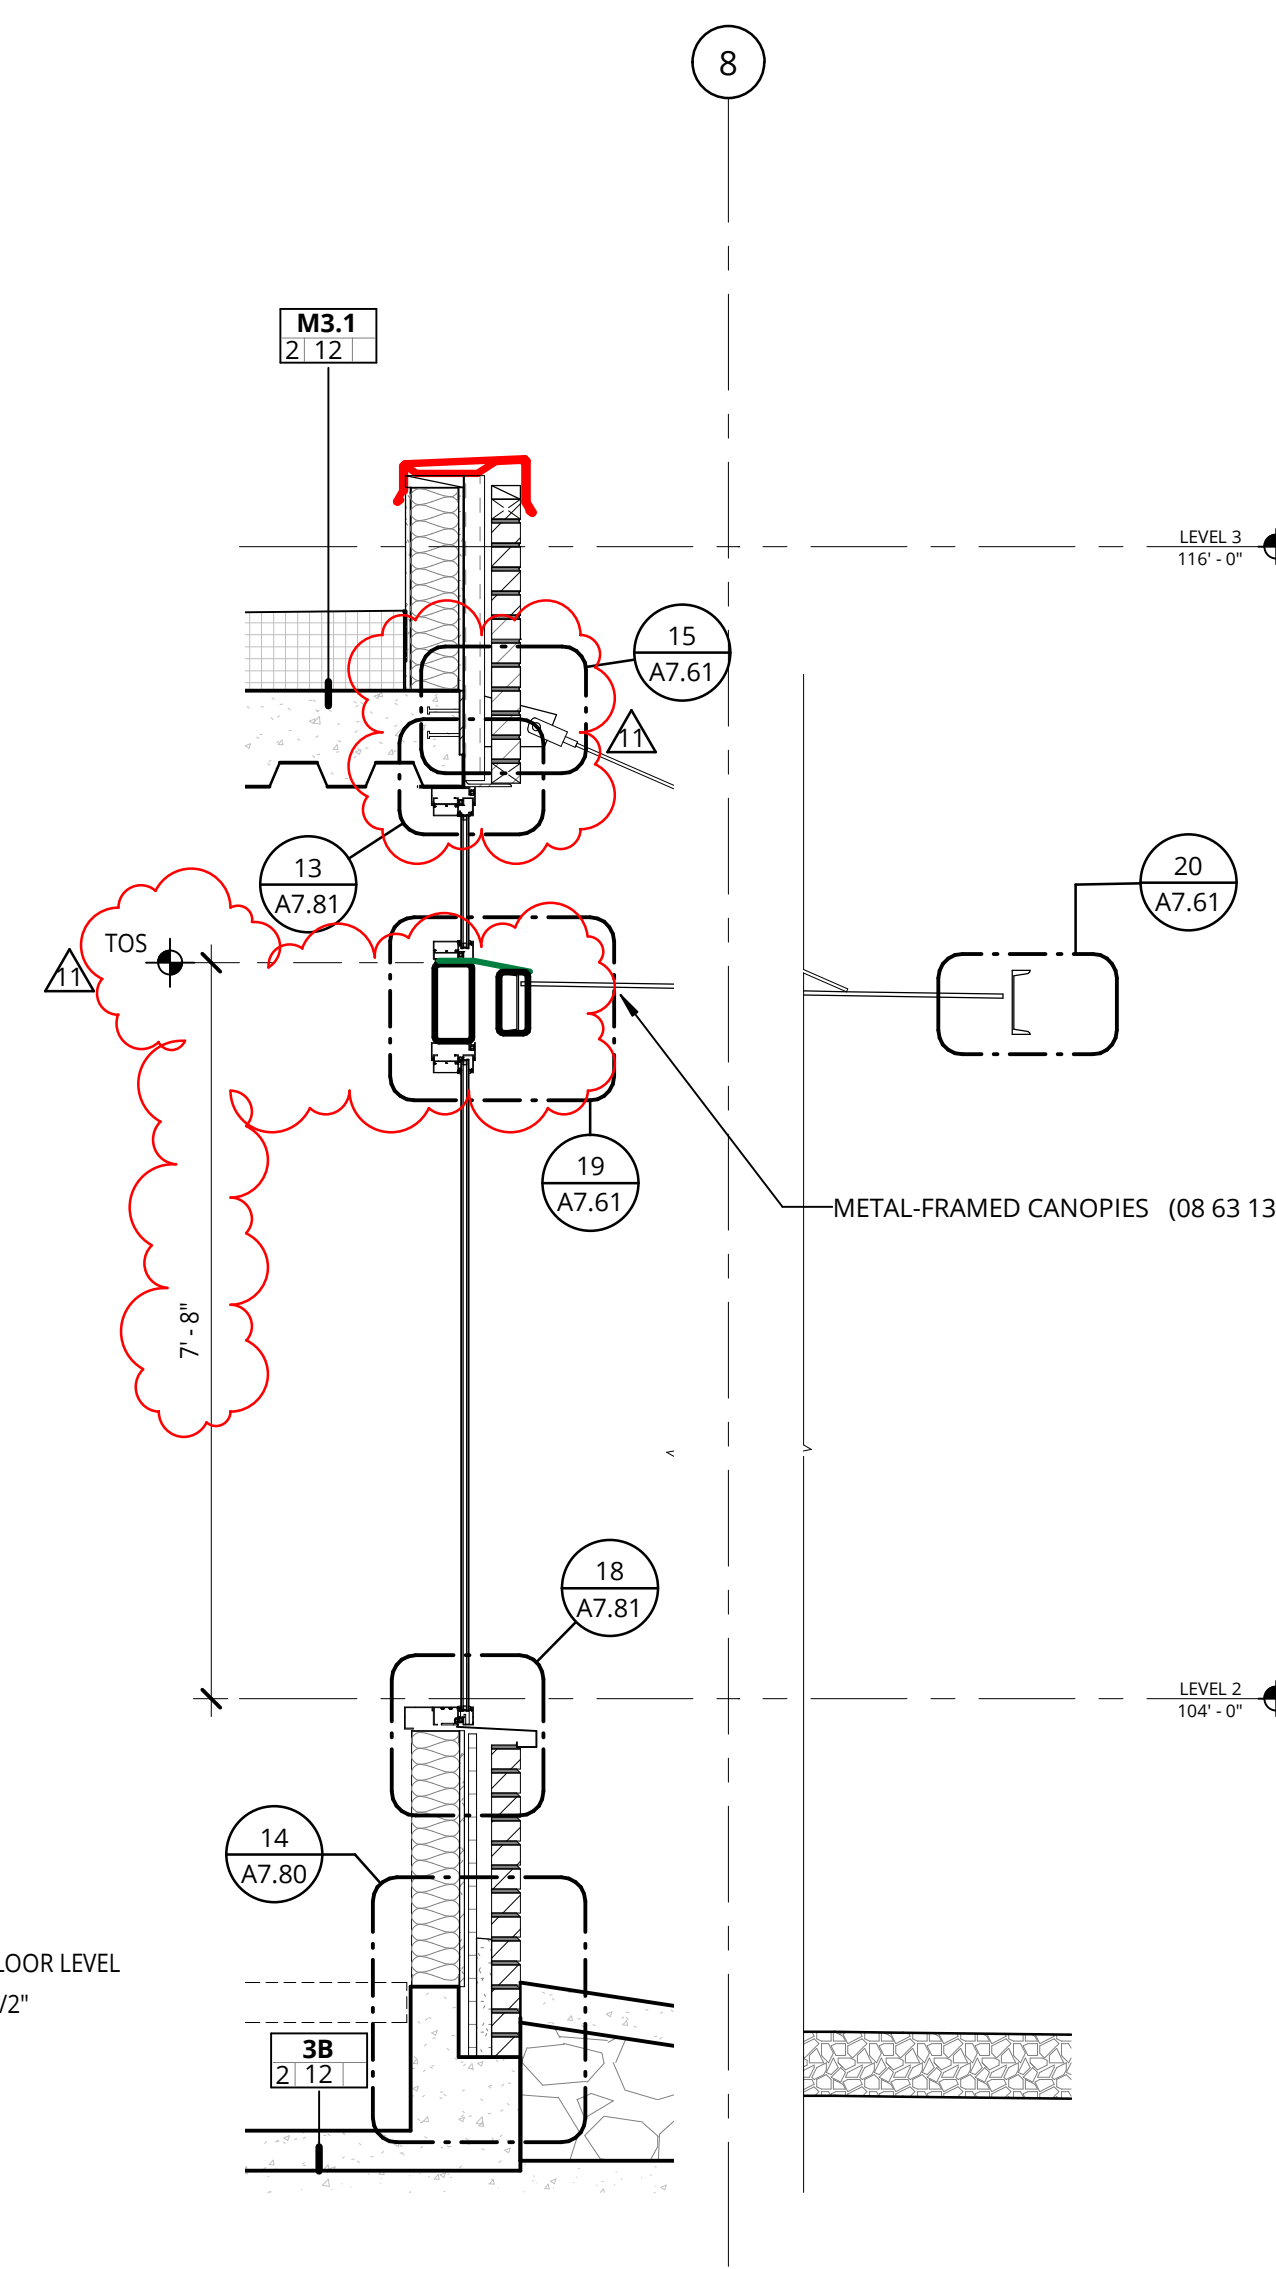 8
M3.1
2 12
LEVEL 3
116' - 0"
15
A7.61
11
13
A7.81
20
A7.61
TOS
11
19
A7.61
METAL-FRAMED CANOPIES (08 63 13
7' - 8"
18
A7.81
LEVEL 2
104' - 0"
14
A7.80
LOOR LEVEL
/2"
3B
2 12